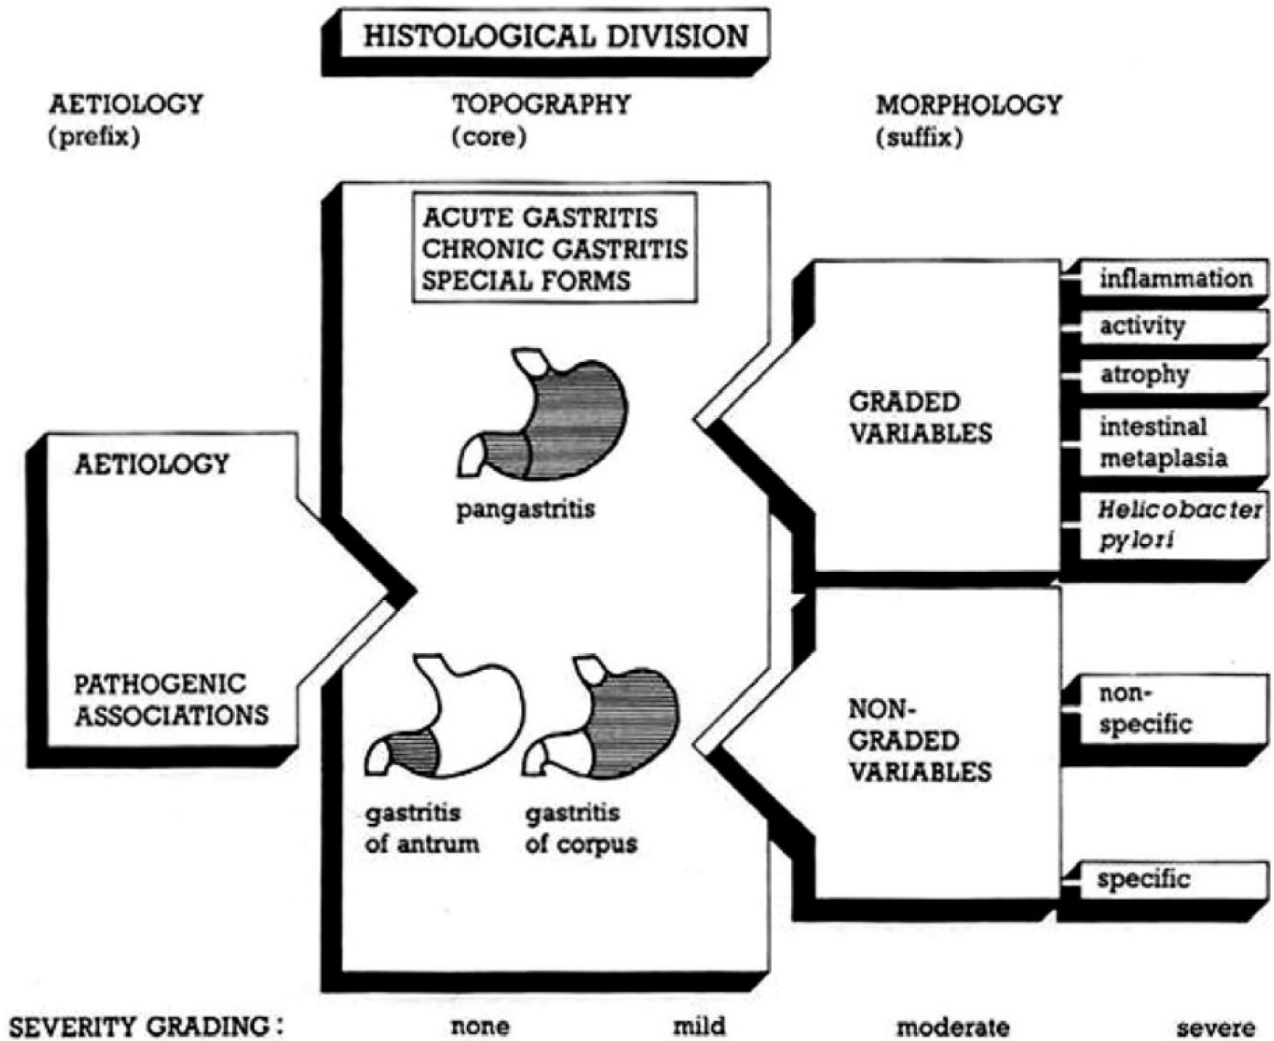 HISTOLOGICAL DIVISION
AETIOLOGY
(prefix)
TOPOGRAPHY
(core)
MORPHOLOGY
(suffix)
ACUTE GASTRITIS
CHRONIC GASTRITIS
SPECIAL FORMS
pangastritis
AETIOLOGY
PATHOGENIC
ASSOCIATIONS
gastritis
of antrum
gastritis
of corpus
GRADED
VARIABLES
inflammation
activity
atrophy
intestinal
metaplasia
Helicobacter
pylori
NON-
GRADED
VARIABLES
non-
specific
specific
SEVERITY GRADING: none mild moderate severe